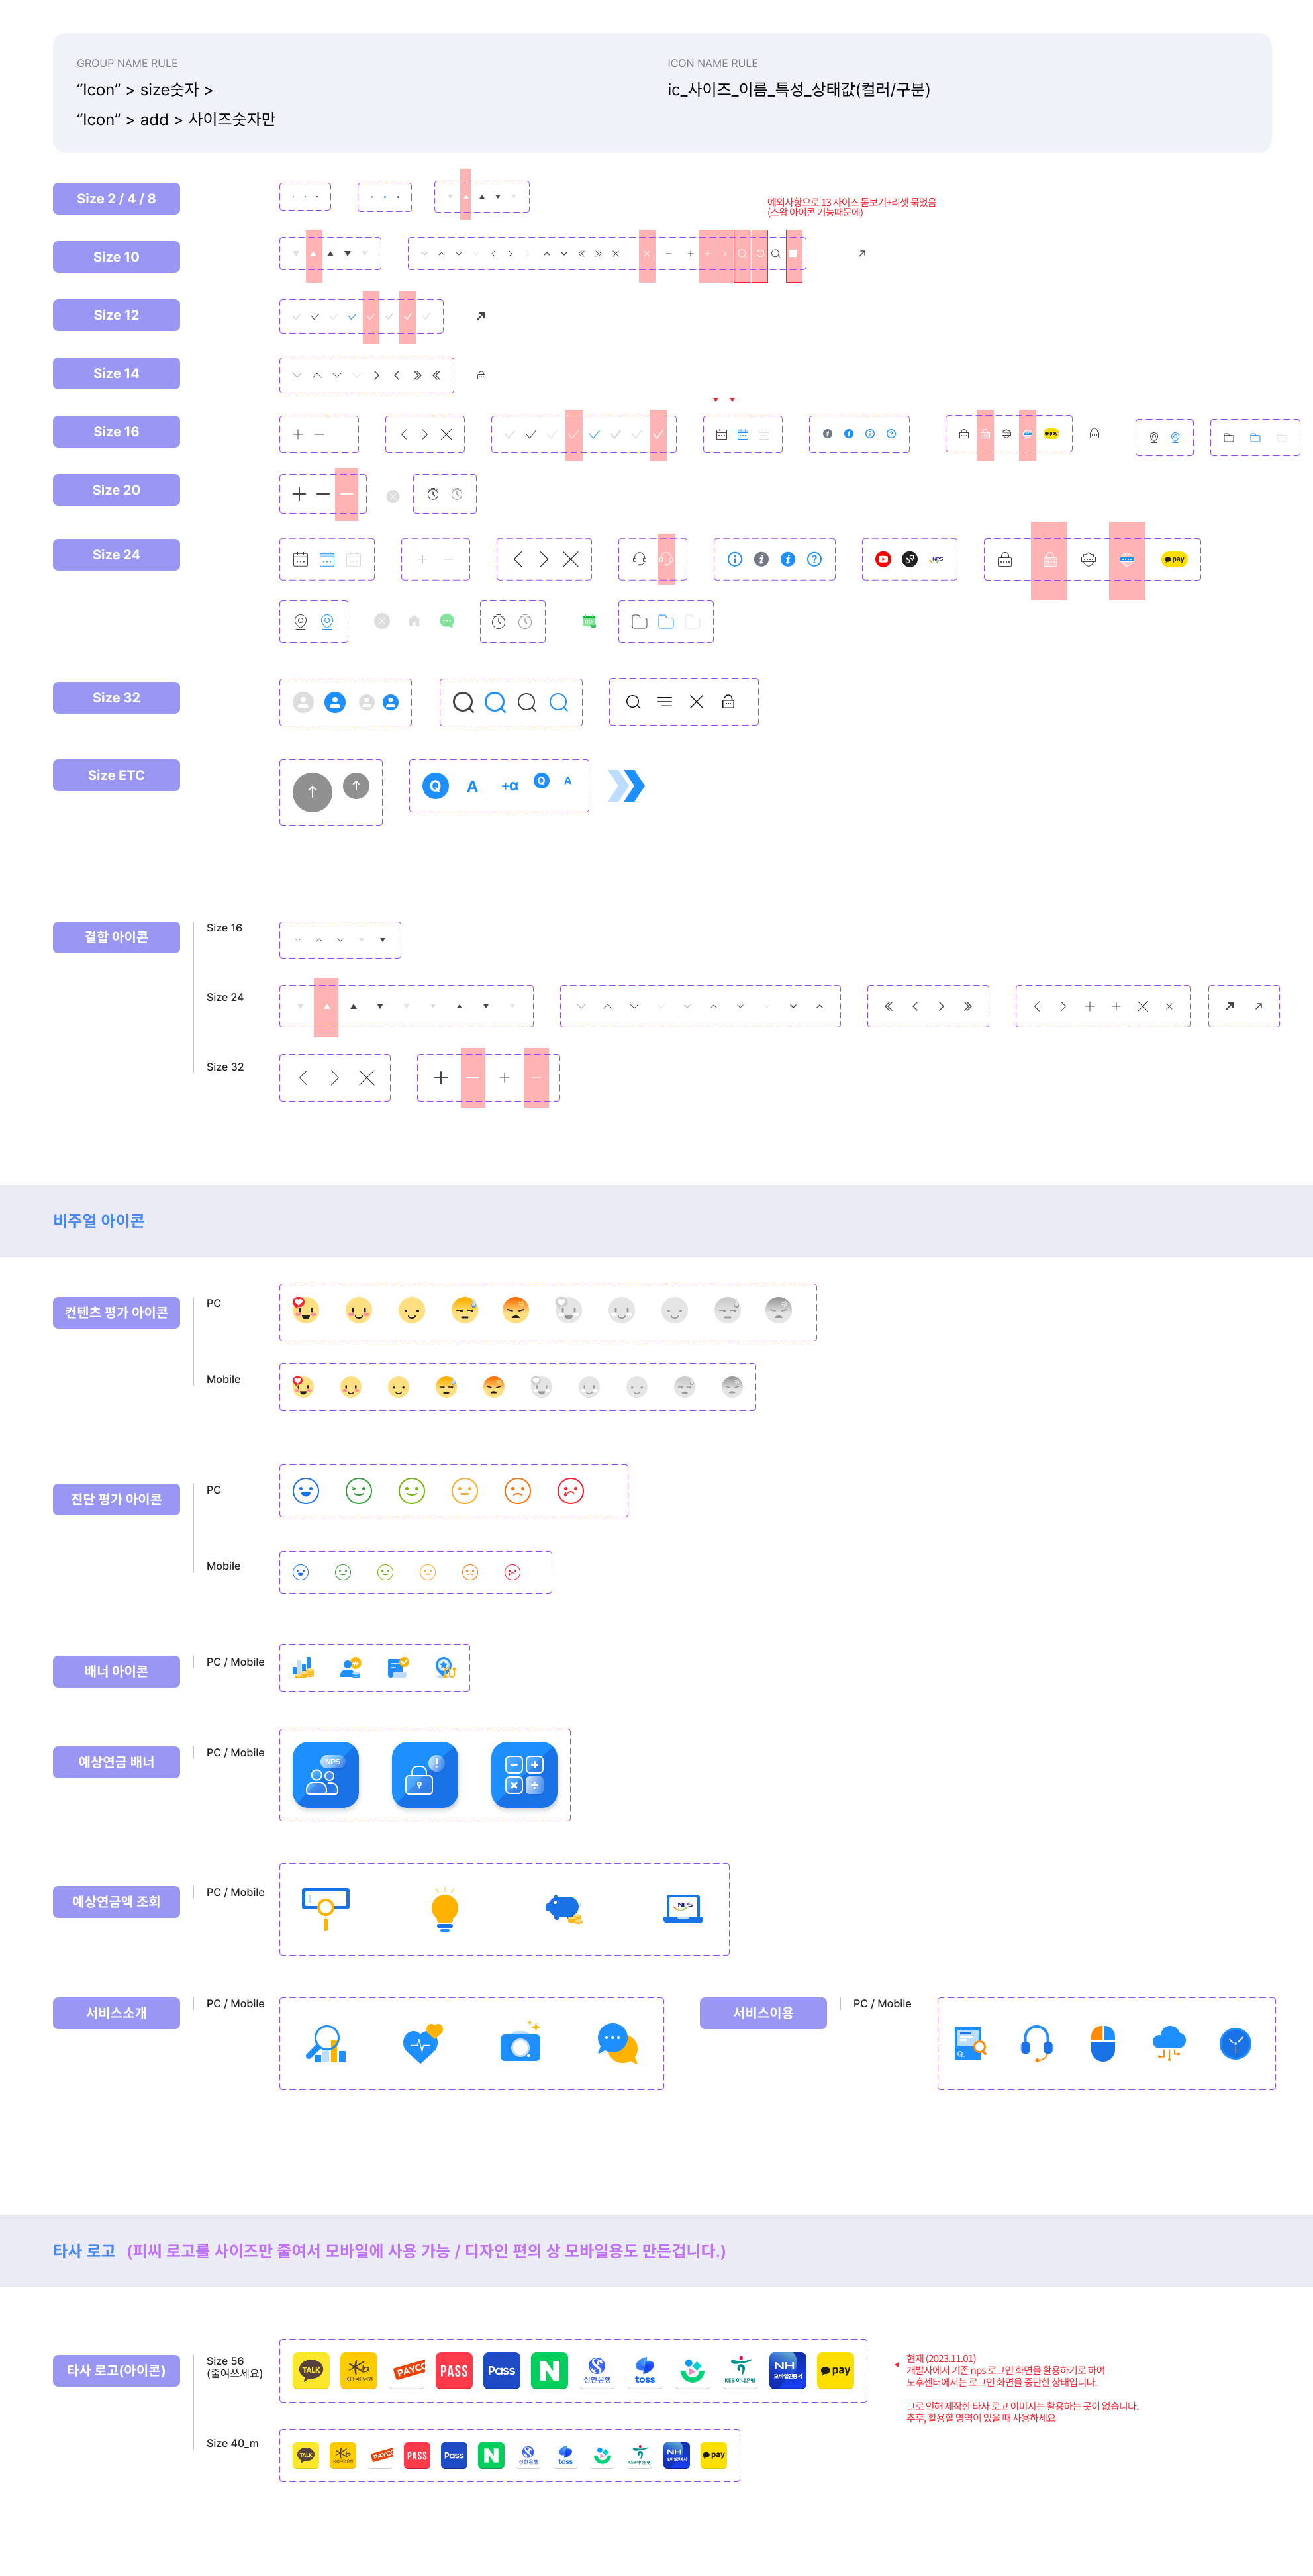 GROUP NAME RULE
“Icon” > size숫자 >
“Icon” > add > 사이즈숫자만
ICON NAME RULE
ic_사이즈_이름_특성_상태값(컬러/구분)
Size 2 / 4 / 8
예외사항으로 13 사이즈 돋보기+리셋 묶었음
(스왑 아이콘 기능때문에)
Size 10
Size 12
Size 14
Size 16
pay
Size 20
Size 24
NPS
pay
Size 32
Size ETC
Q A +α Q A
결합 아이콘
Size 16
Size 24
Size 32
비주얼 아이콘
컨텐츠 평가 아이콘
PC
Mobile
진단 평가 아이콘
PC
Mobile
배너 아이콘
PC / Mobile
예상연금 배너
PC / Mobile
NPS
예상연금액 조회
PC / Mobile
NPS
서비스소개
PC / Mobile
서비스이용
PC / Mobile
Q.
타사 로고 (피씨 로고를 사이즈만 줄여서 모바일에 사용 가능 / 디자인 편의 상 모바일용도 만든겁니다.)
타사 로고(아이콘)
Size 56
(줄여쓰세요)
TALK KB국민은행 PAYCO PASS Pass N 신한은행 toss KEB 하나은행 NH 모바일인증서 pay
현재 (2023.11.01)
개발사에서 기존 nps 로그인 화면을 활용하기로 하여
노후센터에서는 로그인 화면을 중단한 상태입니다.
그로 인해 제작한 타사 로고 이미지는 활용하는 곳이 없습니다.
추후, 활용할 영역이 있을 때 사용하세요
Size 40_m
TALK KB국민은행 PAYCO PASS Pass N 신한은행 toss KEB 하나은행 NH 모바일인증서 pay